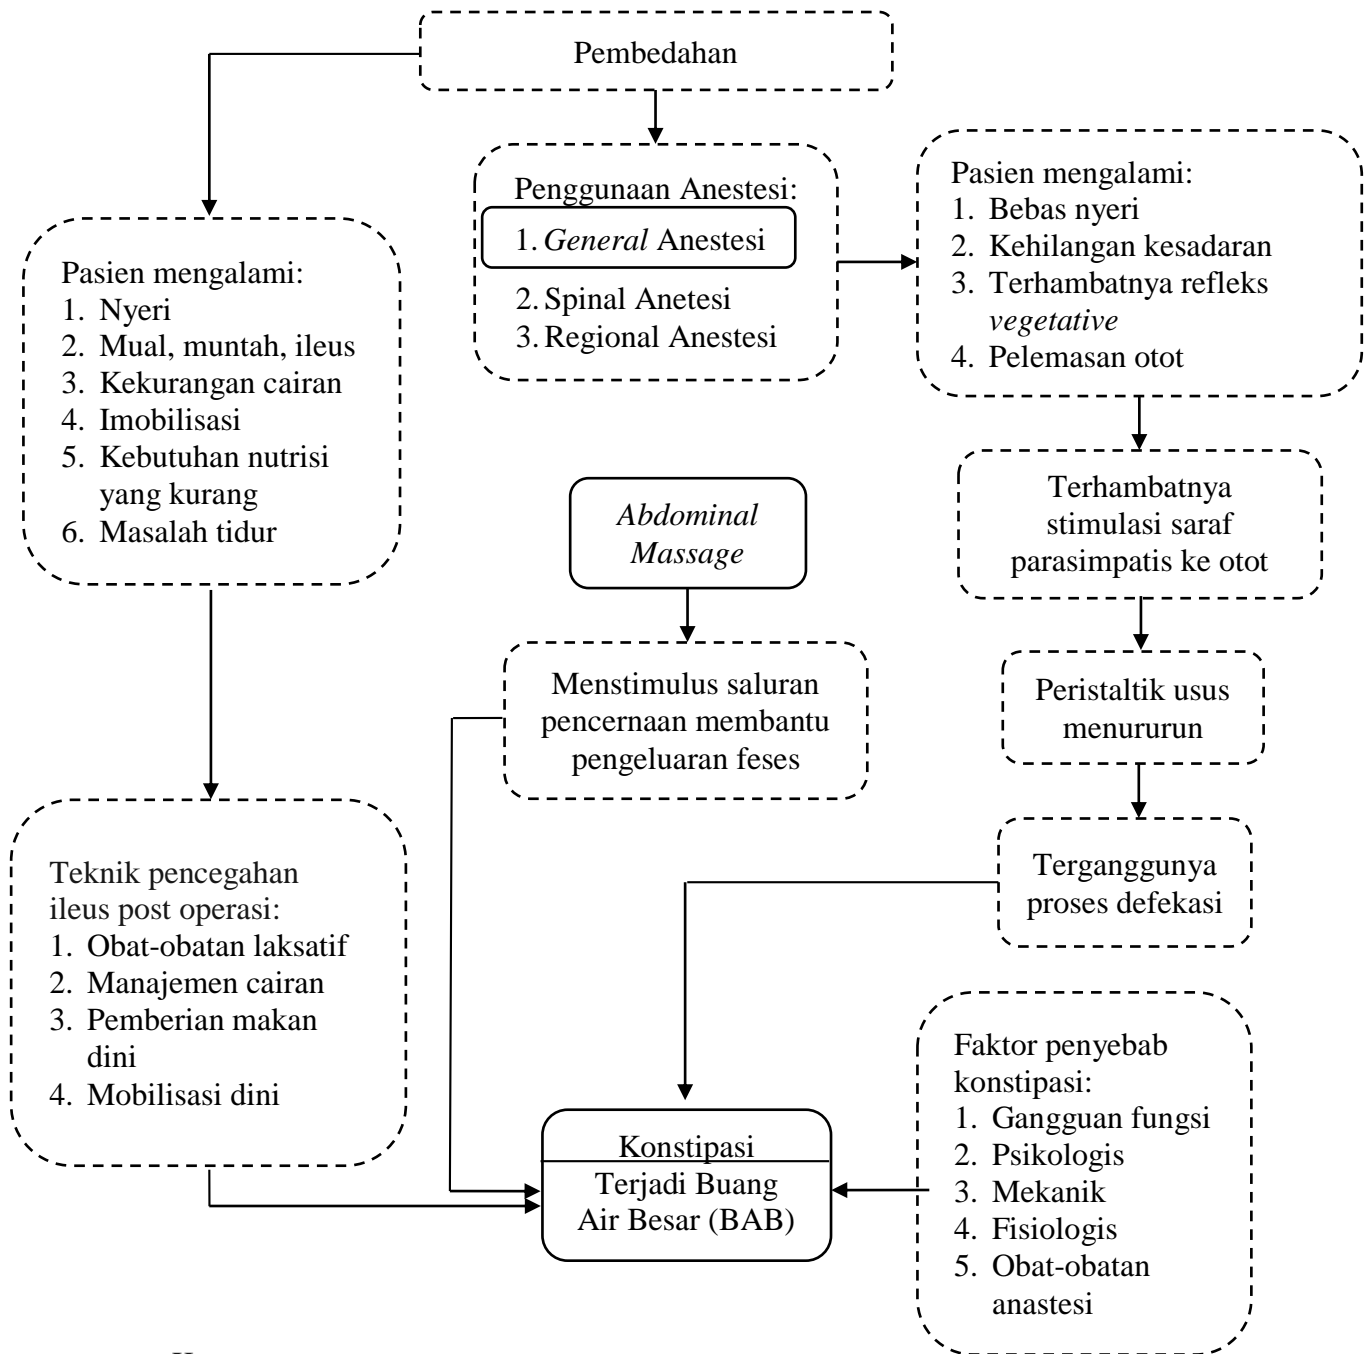 Pembedahan
Penggunaan Anestesi:
1. General Anestesi
2. Spinal Anetesi
3. Regional Anestesi
Pasien mengalami:
1. Bebas nyeri
2. Kehilangan kesadaran
3. Terhambatnya refleks
vegetative
4. Pelemasan otot
Pasien mengalami:
1. Nyeri
2. Mual, muntah, ileus
3. Kekurangan cairan
4. Imobilisasi
5. Kebutuhan nutrisi
yang kurang
6. Masalah tidur
Abdominal
Massage
Terhambatnya
stimulasi saraf
parasimpatis ke otot
Menstimulus saluran
pencernaan membantu
pengeluaran feses
Peristaltik usus
menururun
Teknik pencegahan
ileus post operasi:
1. Obat-obatan laksatif
2. Manajemen cairan
3. Pemberian makan
dini
4. Mobilisasi dini
Terganggunya
proses defekasi
Konstipasi
Terjadi Buang
Air Besar (BAB)
Faktor penyebab
konstipasi:
1. Gangguan fungsi
2. Psikologis
3. Mekanik
4. Fisiologis
5. Obat-obatan
anastesi